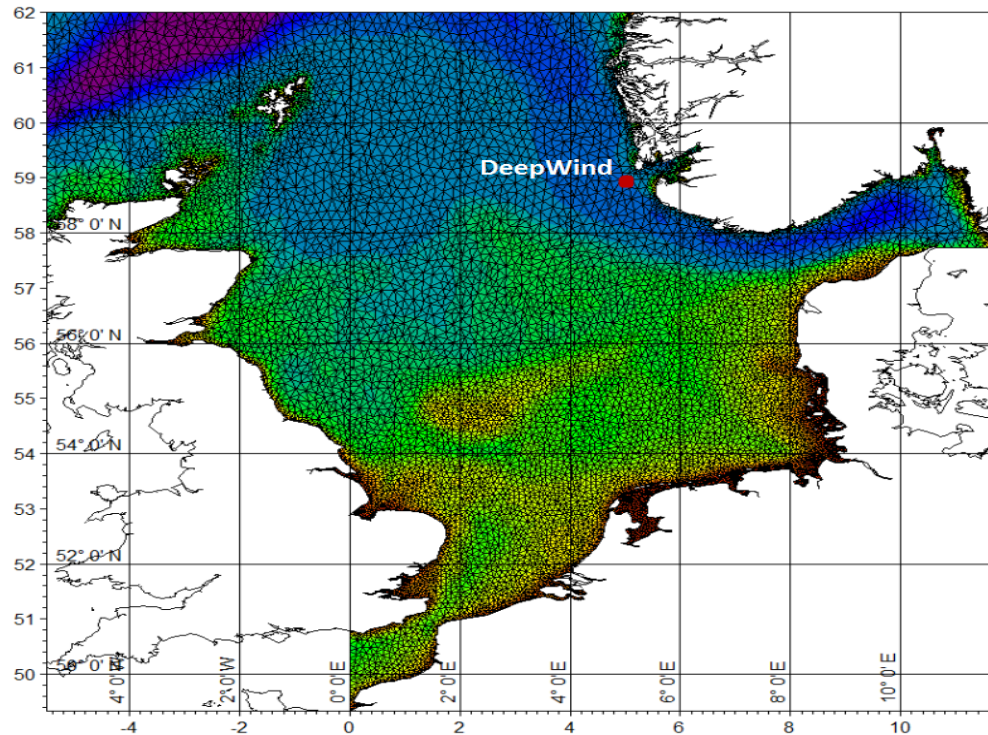 62
60
59
DeepWind
58
58° 0' N
57
56
56° 0' N
55
54
54° 0' N
53
52
52° 0' N
51
50
50° 0' N
4° 0' W
2° 0' W
0° 0' E
2° 0' E
4° 0' E
6° 0' E
8° 0' E
10° 0' E
-4
-2
0
2
4
6
8
10